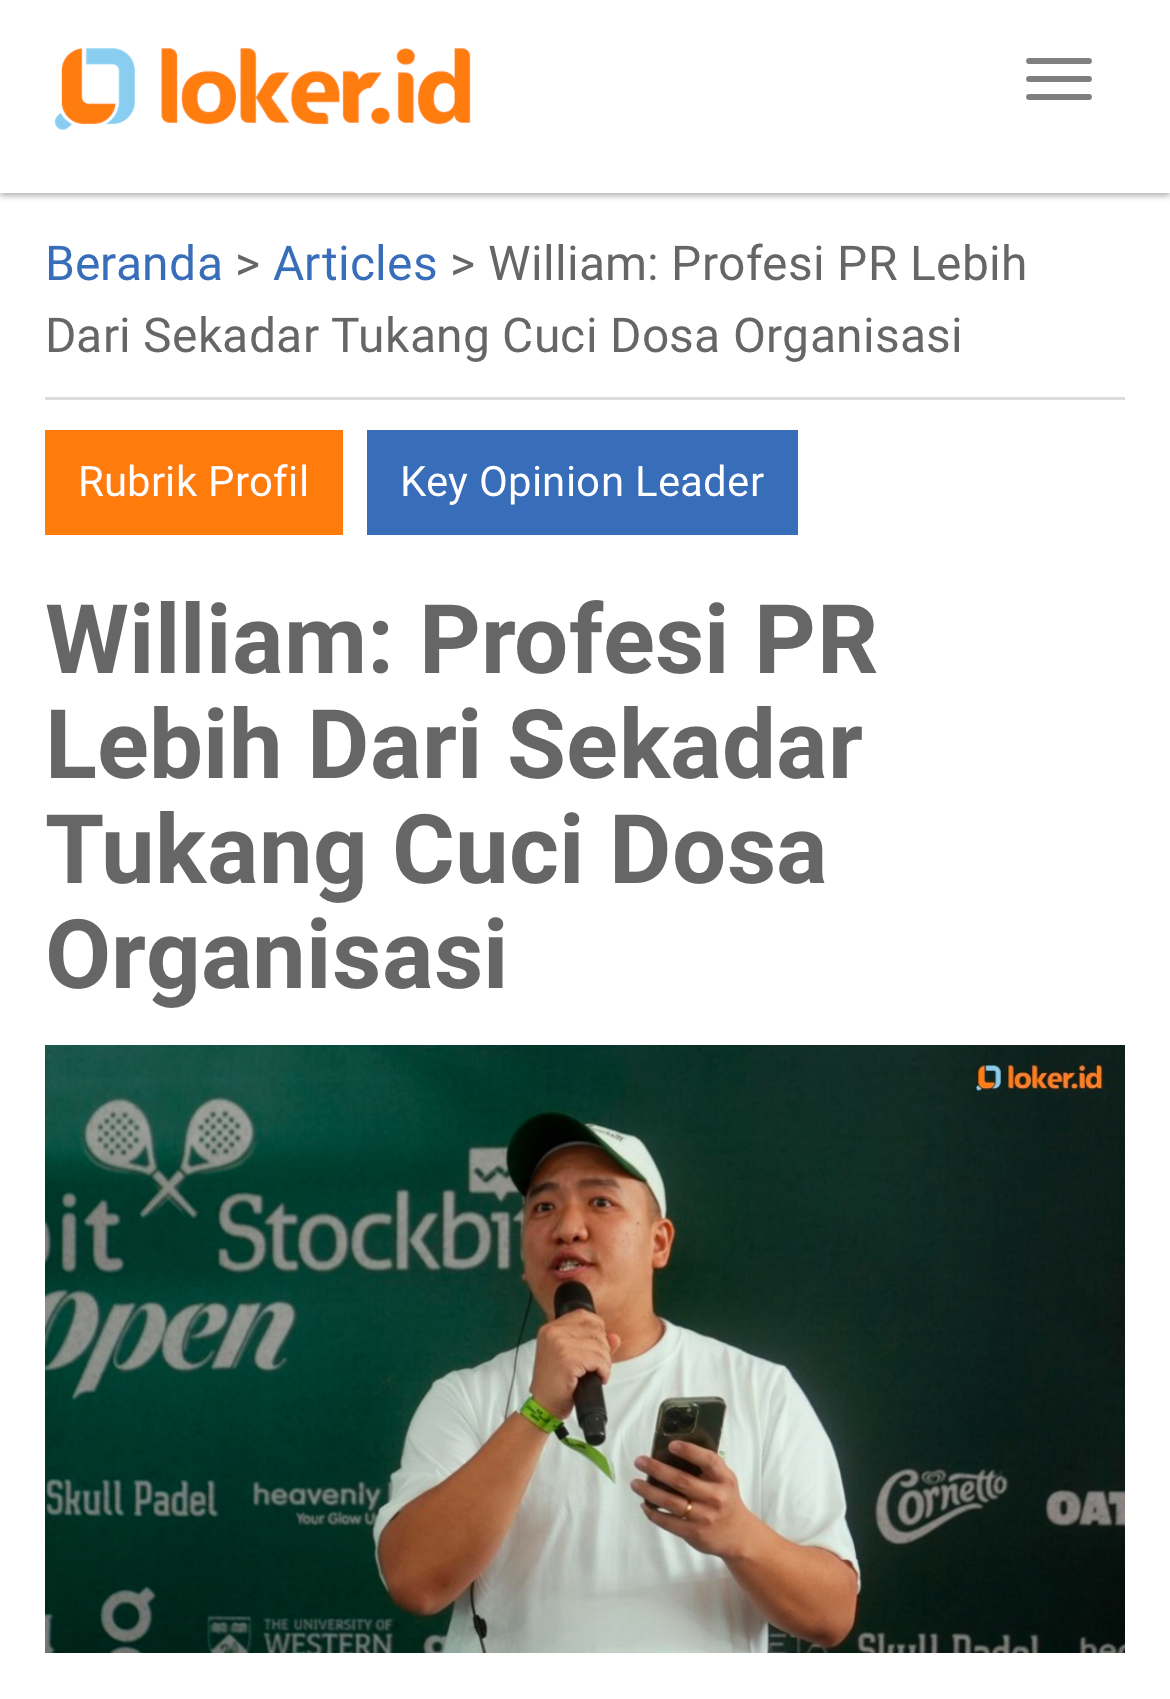 loker.id
Beranda > Articles > William: Profesi PR Lebih
Dari Sekadar Tukang Cuci Dosa Organisasi
Rubrik Profil
Key Opinion Leader
William: Profesi PR
Lebih Dari Sekadar
Tukang Cuci Dosa
Organisasi
loker.id
it Stockbit
Open
Skull Padel
heavenly
Your Glow U
Cornetto
OAT
THE UNIVERSITY OF
WESTERN
Skull Padel
hea